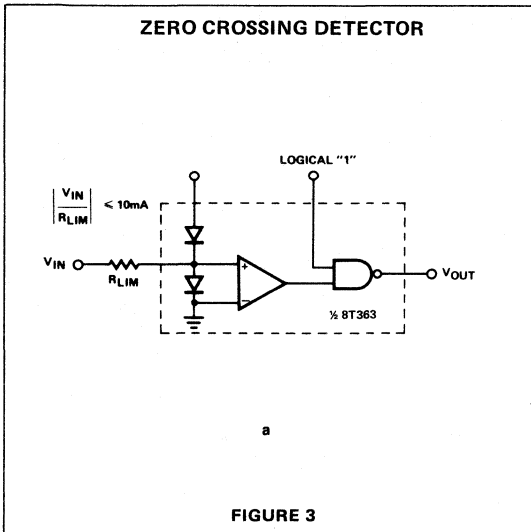 ZERO CROSSING DETECTOR
LOGICAL "1"
|VIN / RLIM| ≤ 10mA
VIN
RLIM
+
−
VOUT
½ 8T363
a
FIGURE 3